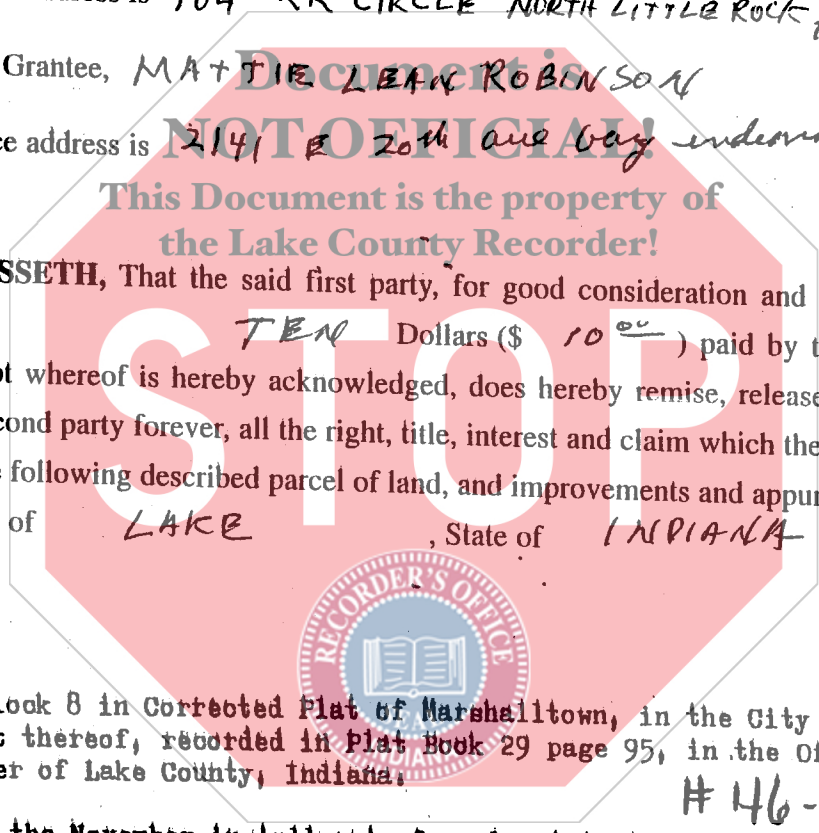 104 RR CIRCLE NORTH LITTLE ROCK,
Grantee, MATTIE LEAN ROBINSON
Document is
ce address is 2141 E 20th ave Gary
NOT OFFICIAL!
This Document is the property of
the Lake County Recorder!
SSETH, That the said first party, for good consideration and
TEN Dollars ($ 10 00 ) paid by t
t whereof is hereby acknowledged, does hereby remise, release
cond party forever, all the right, title, interest and claim which the
following described parcel of land, and improvements and appur
STOP
of LAKE , State of INDIANA
RECORDER'S OFFICE
INDIANA
lock 8 in Corrected Plat of Marshalltown, in the City
t thereof, recorded in Plat Book 29 page 95, in the Of
er of Lake County, Indiana.
# 46-